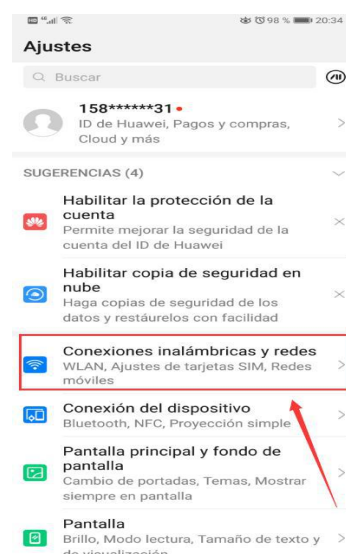 98 % 20:34
Ajustes
Buscar
158******31
ID de Huawei, Pagos y compras,
Cloud y más
SUGERENCIAS (4)
Habilitar la protección de la
cuenta
Permite mejorar la seguridad de la
cuenta del ID de Huawei
Habilitar copia de seguridad en
nube
Haga copias de seguridad de los
datos y restáurelos con facilidad
Conexiones inalámbricas y redes
WLAN, Ajustes de tarjetas SIM, Redes
móviles
Conexión del dispositivo
Bluetooth, NFC, Proyección simple
Pantalla principal y fondo de
pantalla
Cambio de portadas, Temas, Mostrar
siempre en pantalla
Pantalla
Brillo, Modo lectura, Tamaño de texto y
de visualización